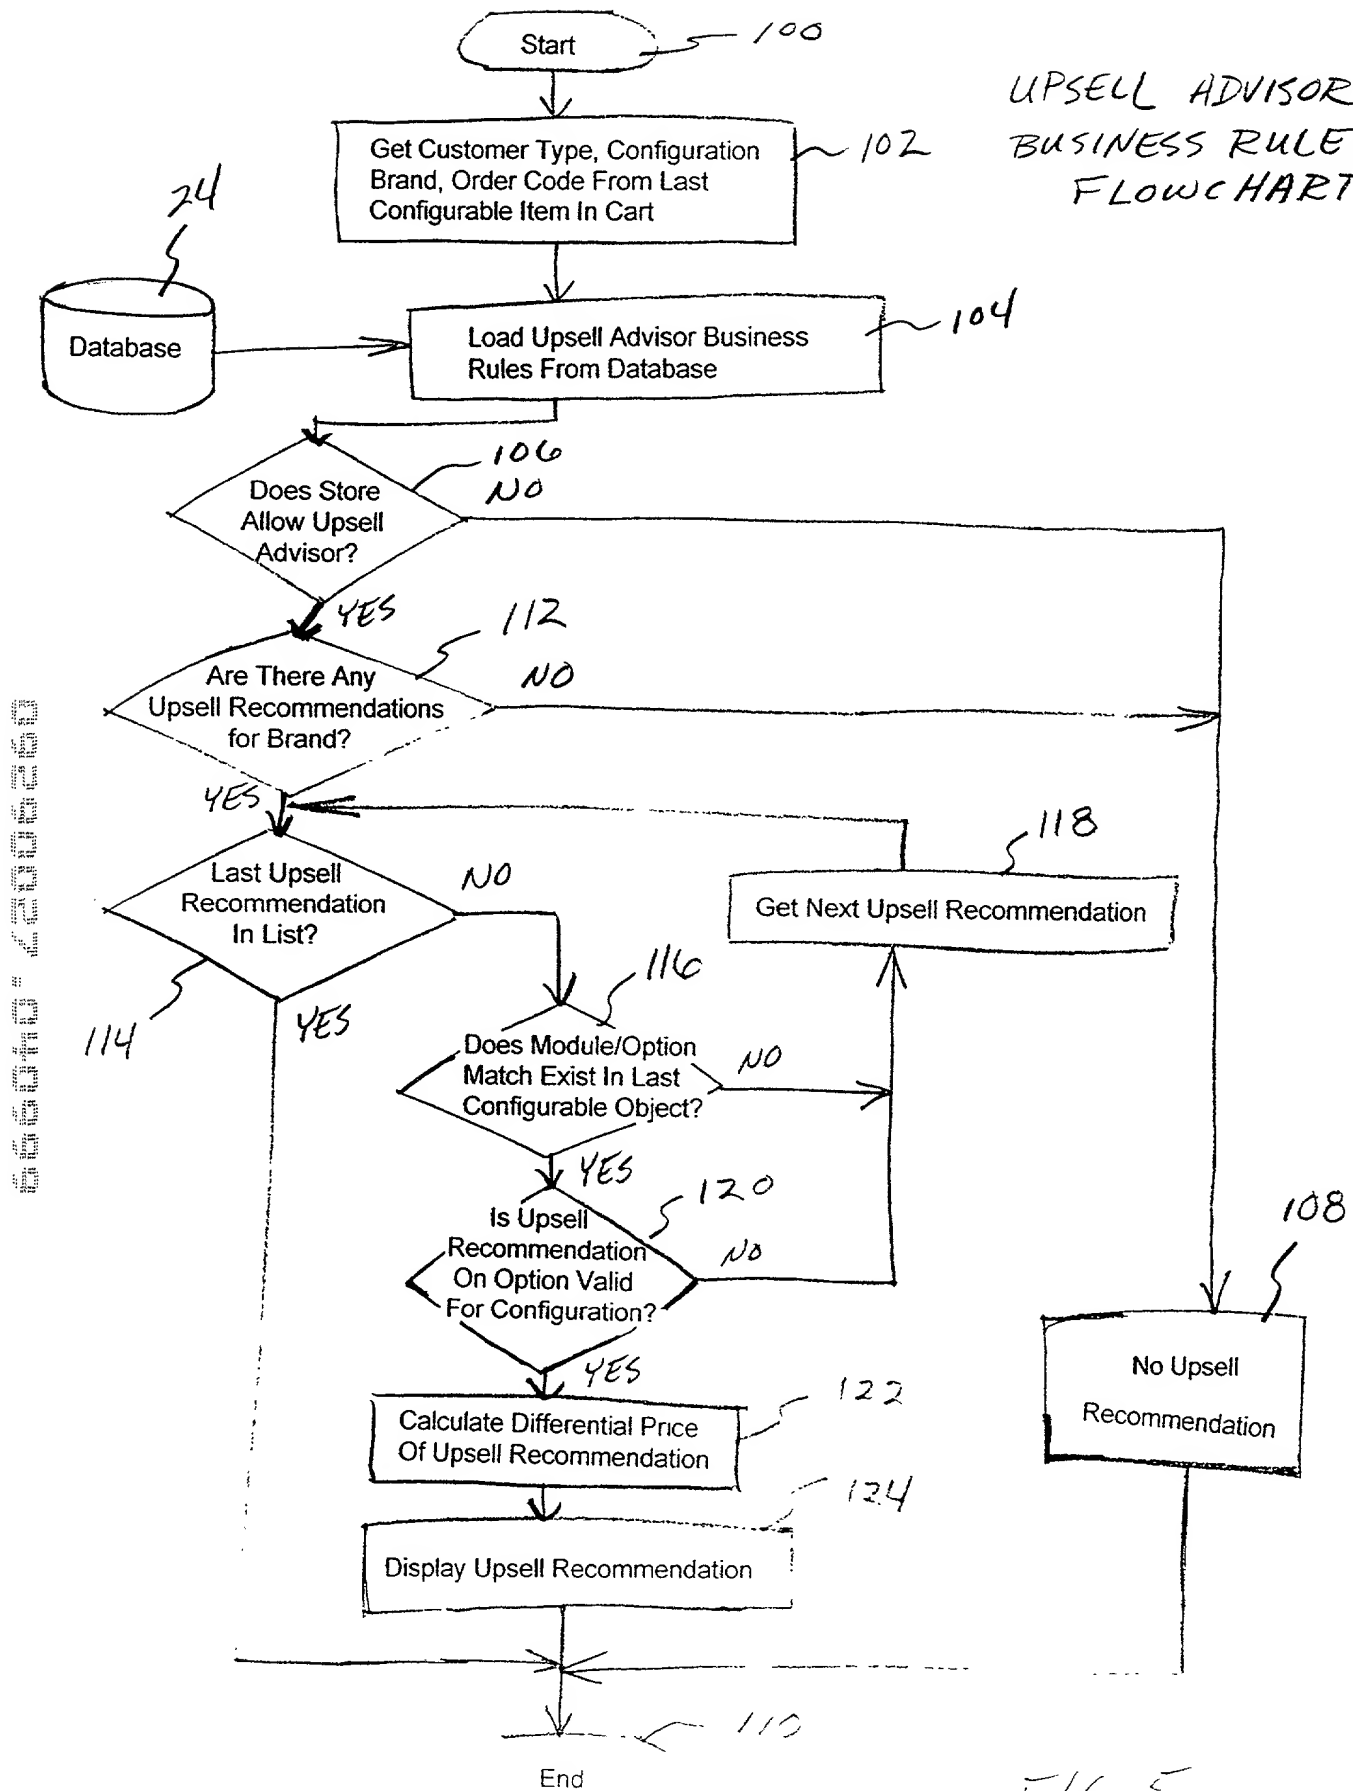 Start
100
UPSELL ADVISOR
BUSINESS RULE
FLOWCHART
Get Customer Type, Configuration
Brand, Order Code From Last
Configurable Item In Cart
102
24
Database
Load Upsell Advisor Business
Rules From Database
104
106
Does Store
Allow Upsell
Advisor?
NO
YES
112
Are There Any
Upsell Recommendations
for Brand?
NO
YES
118
Get Next Upsell Recommendation
Last Upsell
Recommendation
In List?
NO
114
YES
116
Does Module/Option
Match Exist In Last
Configurable Object?
NO
YES
120
Is Upsell
Recommendation
On Option Valid
For Configuration?
NO
YES
108
No Upsell
Recommendation
Calculate Differential Price
Of Upsell Recommendation
122
124
Display Upsell Recommendation
110
End